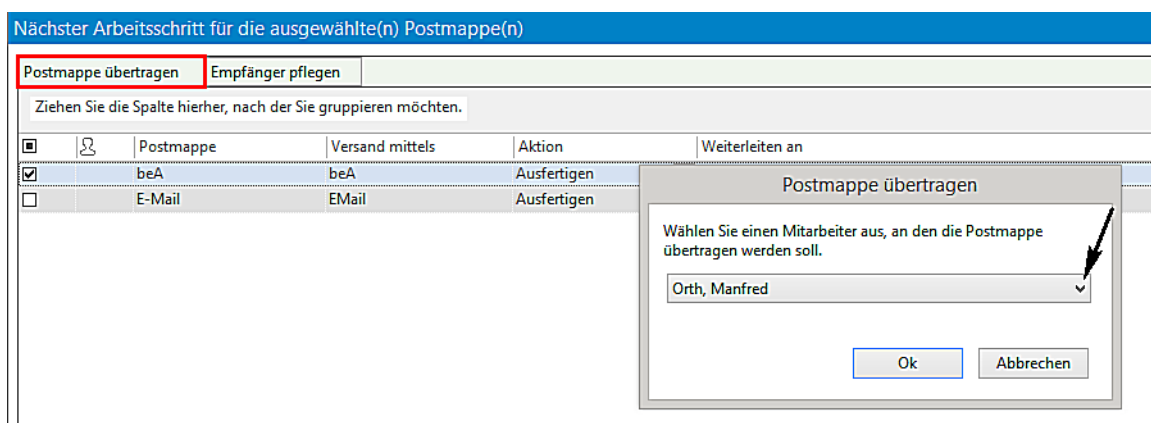 Nächster Arbeitsschritt für die ausgewählte(n) Postmappe(n)
Postmappe übertragen Empfänger pflegen
Ziehen Sie die Spalte hierher, nach der Sie gruppieren möchten.
Postmappe Versand mittels Aktion Weiterleiten an
beA beA Ausfertigen
E-Mail EMail Ausfertigen
Postmappe übertragen
Wählen Sie einen Mitarbeiter aus, an den die Postmappe
übertragen werden soll.
Orth, Manfred
Ok Abbrechen